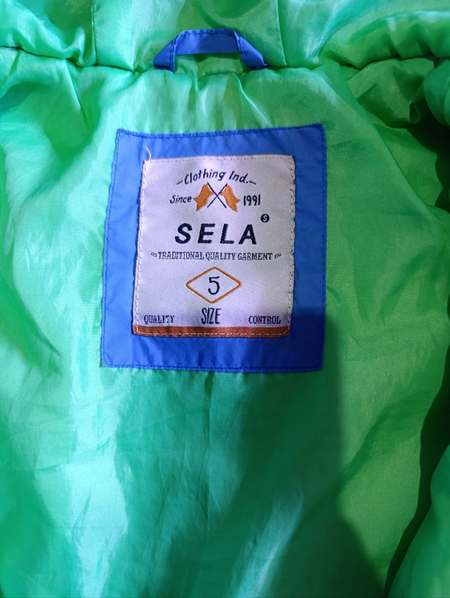 Clothing Ind.
Since 1991
SELA
TRADITIONAL QUALITY GARMENT
5
QUALITY SIZE CONTROL